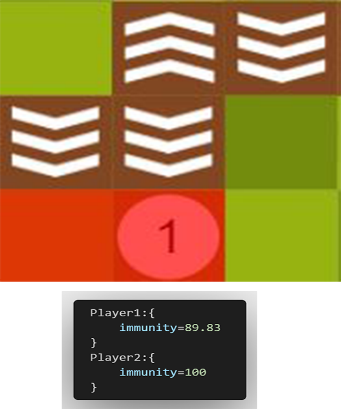 1
Player1:{
immunity=89.83
}
Player2:{
immunity=100
}